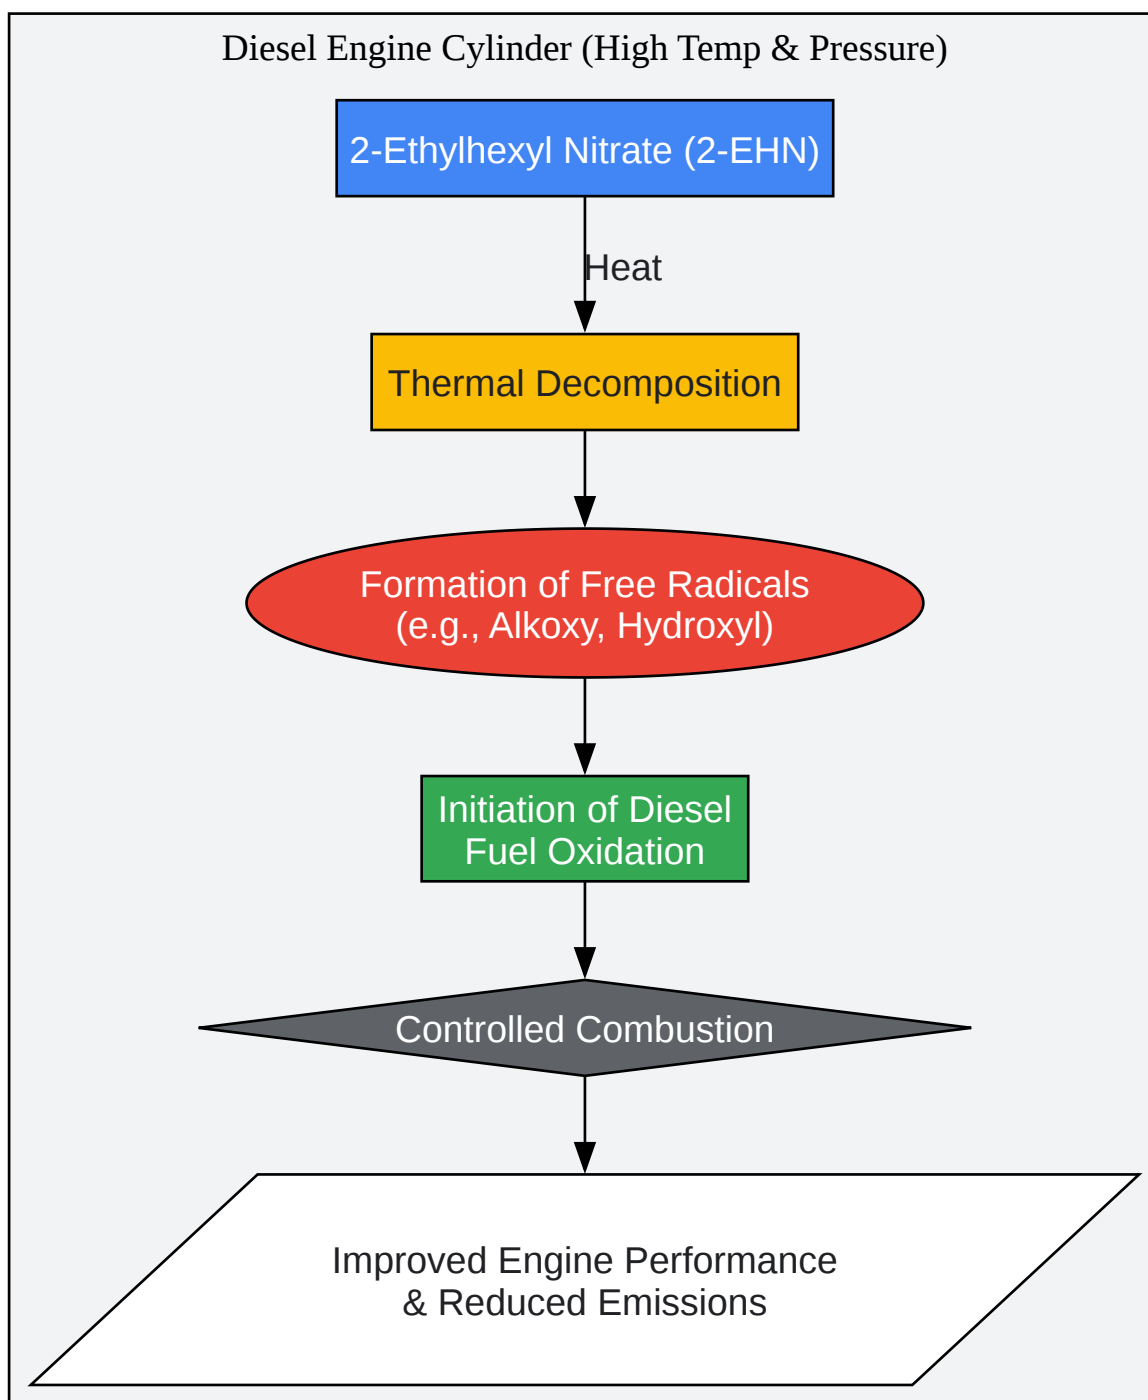 Diesel Engine Cylinder (High Temp & Pressure)
2-Ethylhexyl Nitrate (2-EHN)
Heat
Thermal Decomposition
Formation of Free Radicals
(e.g., Alkoxy, Hydroxyl)
Initiation of Diesel
Fuel Oxidation
Controlled Combustion
Improved Engine Performance
& Reduced Emissions